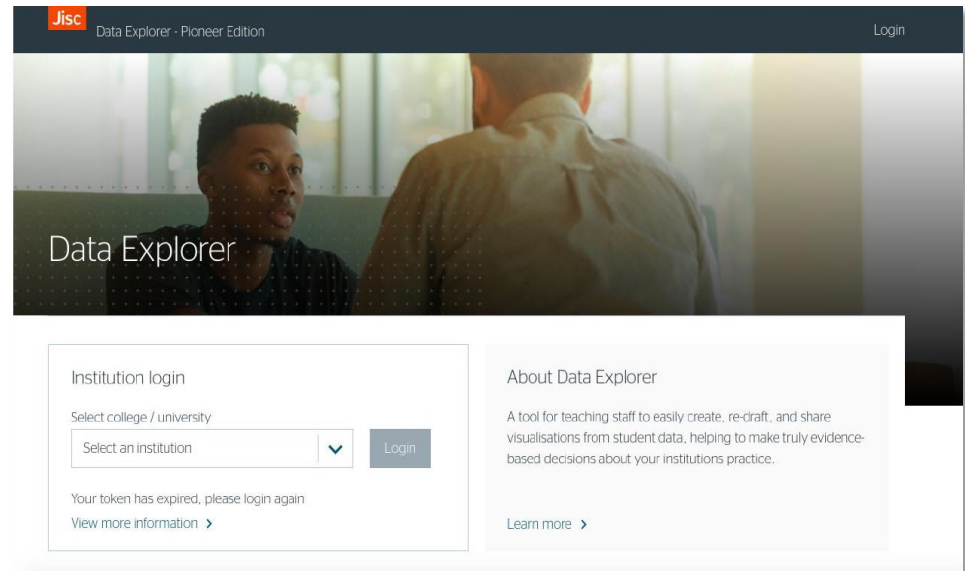 Jisc
Data Explorer - Pioneer Edition
Login
Data Explorer
Institution login
Select college / university
Select an institution
Login
Your token has expired, please login again
View more information
About Data Explorer
A tool for teaching staff to easily create, re-draft, and share
visualisations from student data, helping to make truly evidence-
based decisions about your institutions practice.
Learn more